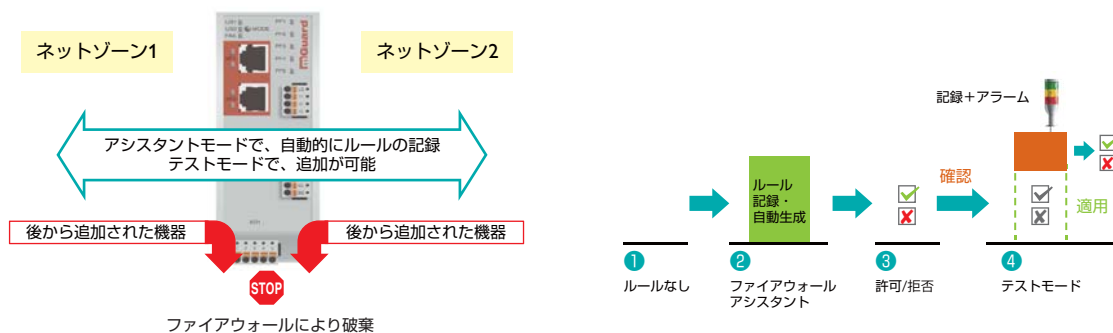 ネットゾーン1
ネットゾーン2
mGuard
アシスタントモードで、自動的にルールの記録
テストモードで、追加が可能
後から追加された機器
後から追加された機器
STOP
ファイアウォールにより破棄
記録+アラーム
ルール
記録・
自動生成
確認
適用
1
ルールなし
2
ファイアウォール
アシスタント
3
許可/拒否
4
テストモード